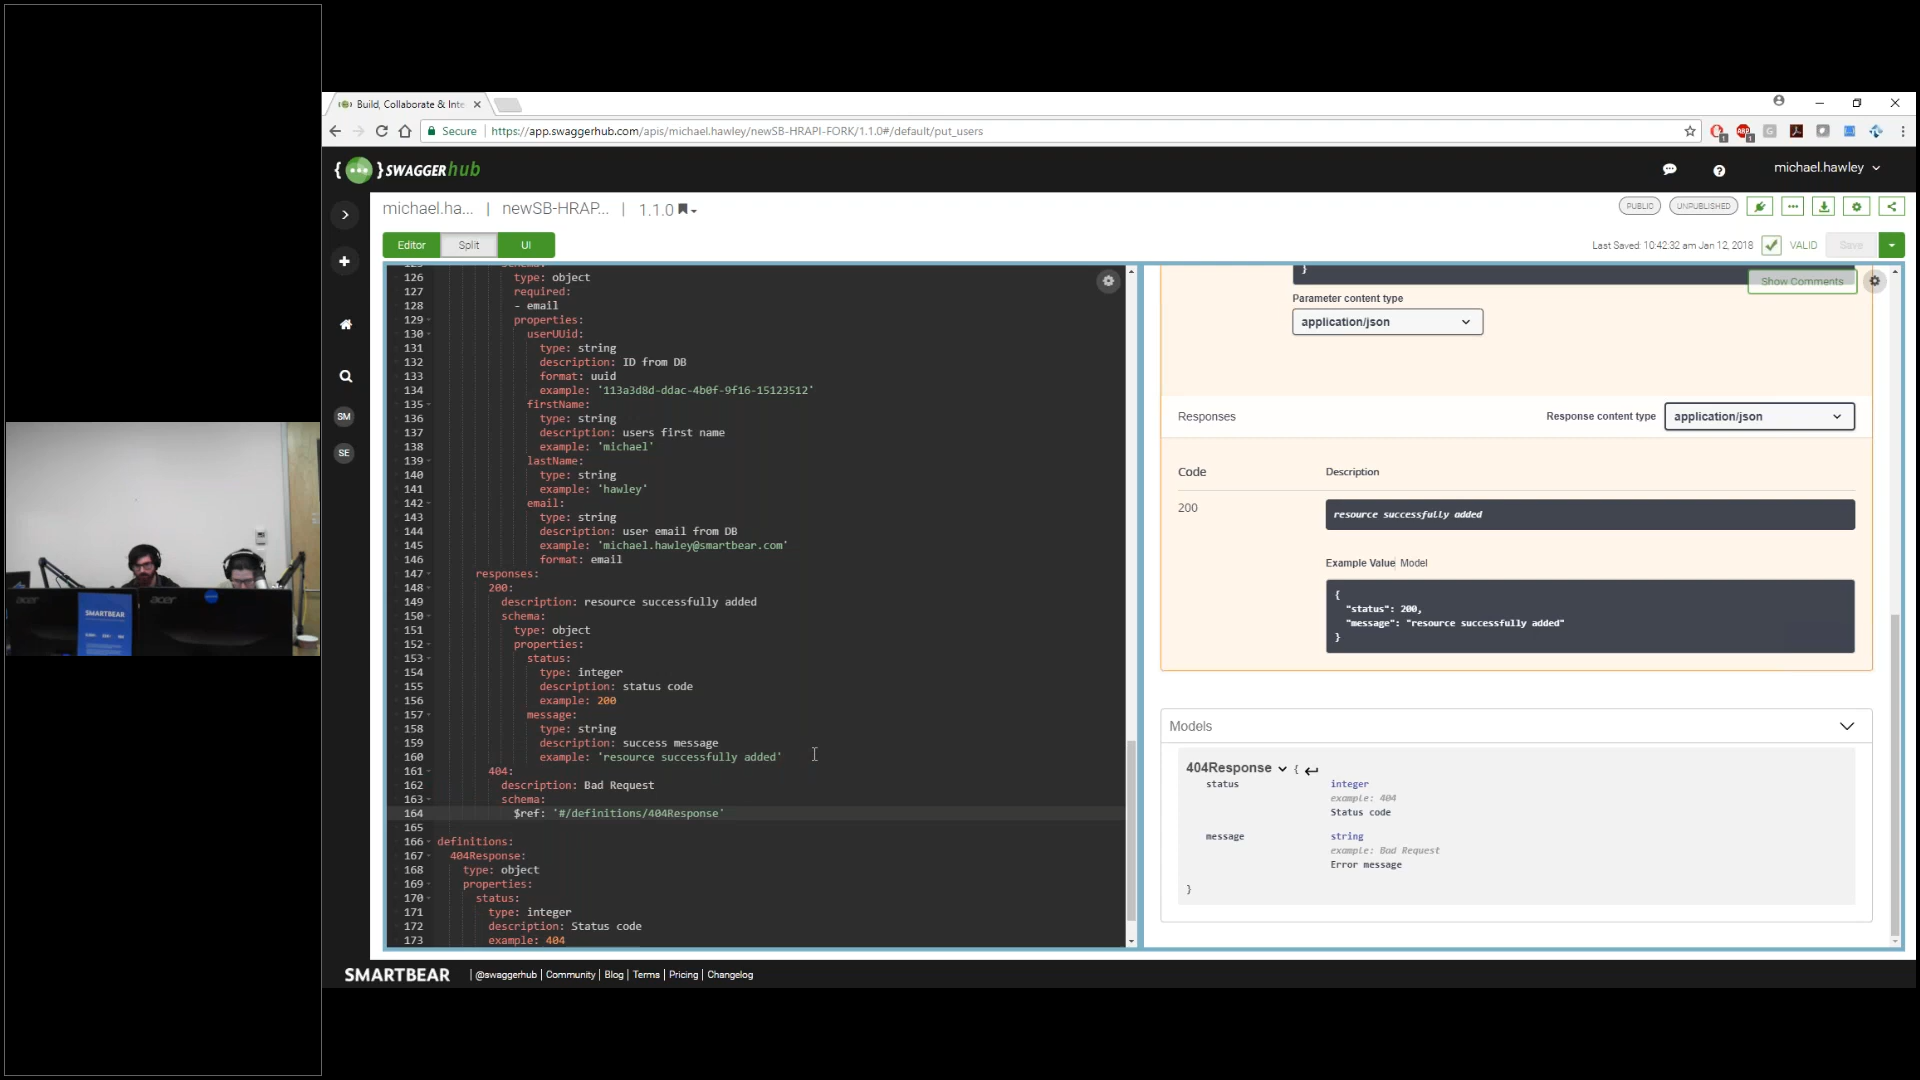 Build, Collaborate & Inte
Secure https://app.swaggerhub.com/apis/michael.hawley/newSB-HRAPI-FORK/1.1.0#/default/put_users
SWAGGERhub
michael.hawley
michael.ha... | newSB-HRAP... | 1.1.0
PUBLIC
UNPUBLISHED
Editor
Split
UI
Last Saved: 10:42:32 am Jan 12, 2018
VALID
Save
SM
SE
126 type: object
127 required:
128 - email
129 properties:
130 userUUid:
131 type: string
132 description: ID from DB
133 format: uuid
134 example: '113a3d8d-ddac-4b0f-9f16-15123512'
135 firstName:
136 type: string
137 description: users first name
138 example: 'michael'
139 lastName:
140 type: string
141 example: 'hawley'
142 email:
143 type: string
144 description: user email from DB
145 example: 'michael.hawley@smartbear.com'
146 format: email
147 responses:
148 200:
149 description: resource successfully added
150 schema:
151 type: object
152 properties:
153 status:
154 type: integer
155 description: status code
156 example: 200
157 message:
158 type: string
159 description: success message
160 example: 'resource successfully added'
161 404:
162 description: Bad Request
163 schema:
164 $ref: '#/definitions/404Response'
165
166 definitions:
167 404Response:
168 type: object
169 properties:
170 status:
171 type: integer
172 description: Status code
173 example: 404
}
Show Comments
Parameter content type
application/json
Responses
Response content type
application/json
Code
Description
200
resource successfully added
Example Value
Model
{
"status": 200,
"message": "resource successfully added"
}
Models
404Response {
status
integer
example: 404
Status code
message
string
example: Bad Request
Error message
}
SMARTBEAR | @swaggerhub | Community | Blog | Terms | Pricing | Changelog
acer
SMARTBEAR
acer